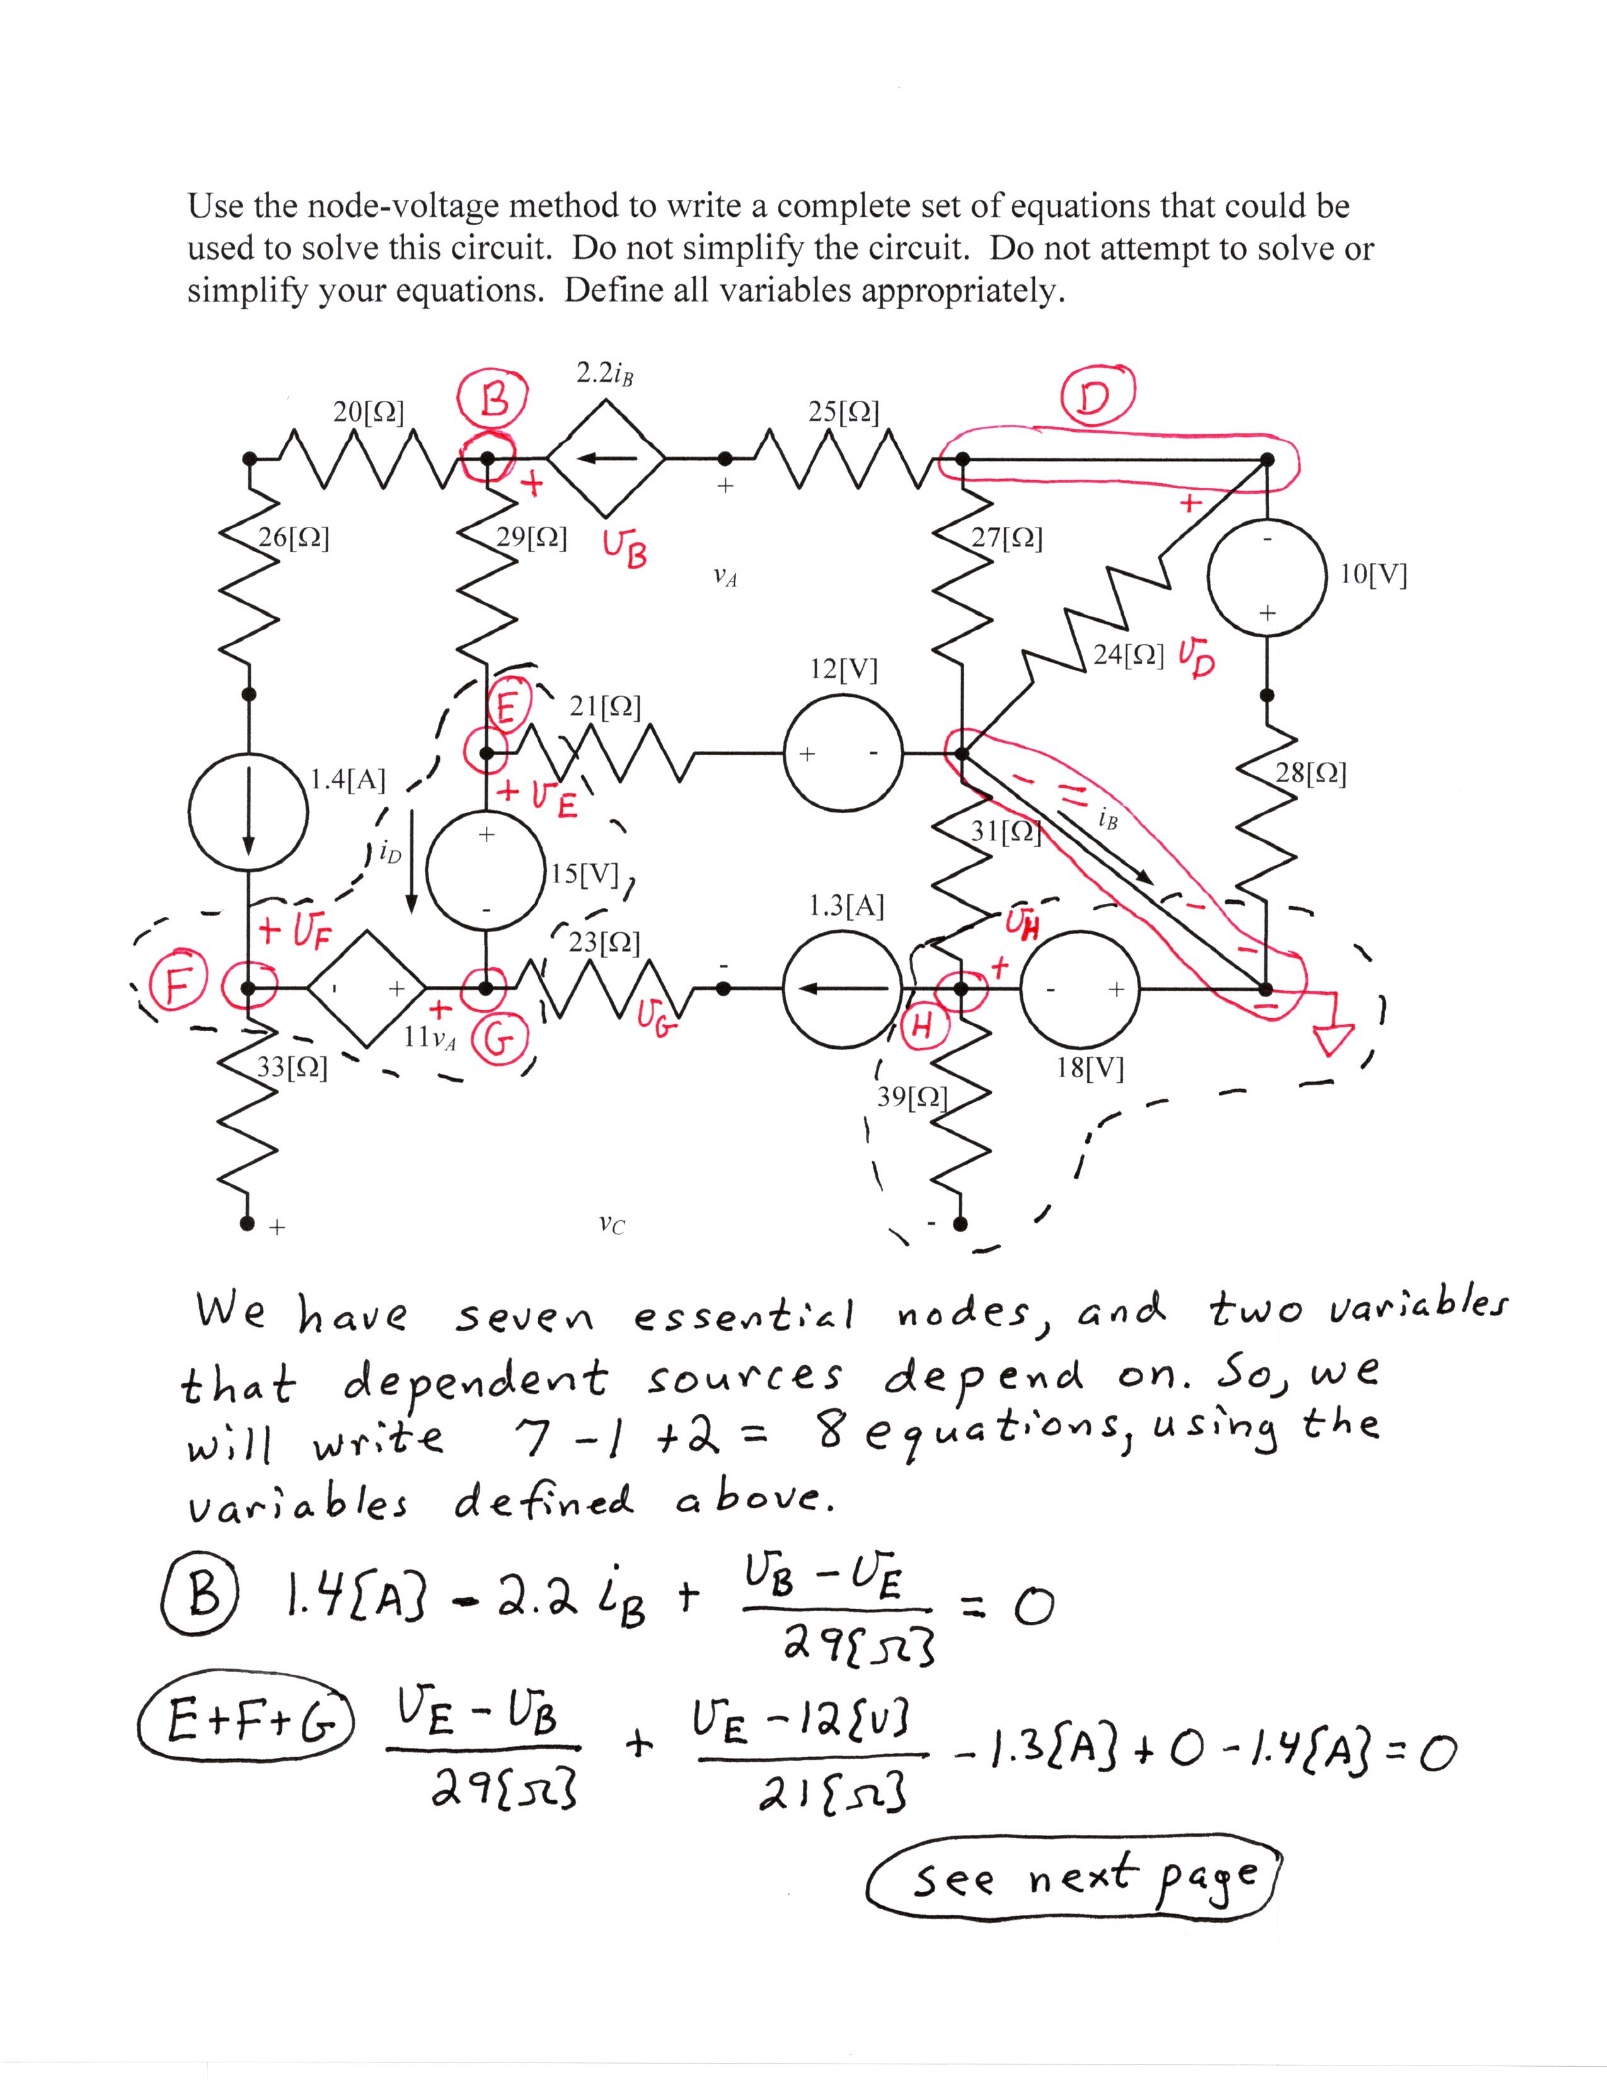 Use the node-voltage method to write a complete set of equations that could be
used to solve this circuit.  Do not simplify the circuit.  Do not attempt to solve or
simplify your equations.  Define all variables appropriately.
2.2iB
B
D
20[Ω]
25[Ω]
+
+
+
26[Ω]
29[Ω]
vB
27[Ω]
-
vA
10[V]
+
24[Ω] vD
12[V]
E
21[Ω]
+ -
1.4[A]
+ vE
- =
28[Ω]
iB
31[Ω]
+
iD
15[V]
-
1.3[A]
-
+ vF
23[Ω]
vH
-
-
+
F
- +
+
- +
=
vG
11vA
G
H
33[Ω]
18[V]
39[Ω]
+
vC
-
We have seven essential nodes, and two variables
that dependent sources depend on. So, we
will write 7 - 1 + 2 = 8 equations, using the
variables defined above.
B 1.4[A] - 2.2 iB + (vB - vE)/29[Ω] = 0
E+F+G (vE - vB)/29[Ω] + (vE - 12[V])/21[Ω] - 1.3[A] + 0 - 1.4[A] = 0
see next page